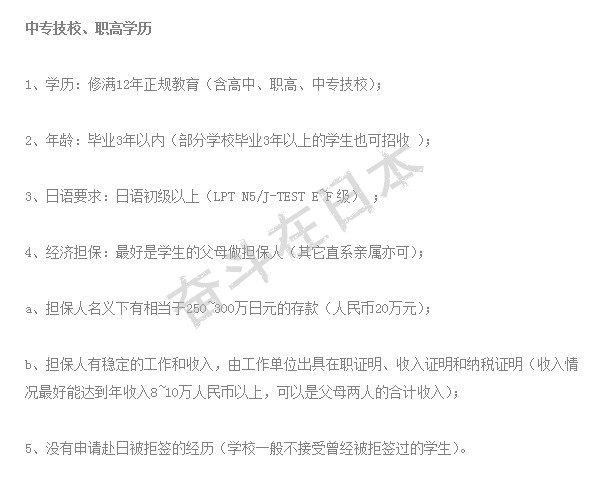 中专技校、职高学历
1、学历：修满12年正规教育（含高中、职高、中专技校）；
2、年龄：毕业3年以内（部分学校毕业3年以上的学生也可招收 ）；
3、日语要求：日语初级以上（LPT N5/J-TEST E F 级） ；
4、经济担保：最好是学生的父母做担保人（其它直系亲属亦可）；
a、担保人名义下有相当于250~300万日元的存款（人民币20万元）；
b、担保人有稳定的工作和收入，由工作单位出具在职证明、收入证明和纳税证明（收入情
况最好能达到年收入8~10万人民币以上，可以是父母两人的合计收入）；
5、没有申请赴日被拒签的经历（学校一般不接受曾经被拒签过的学生）。
奋斗在日本